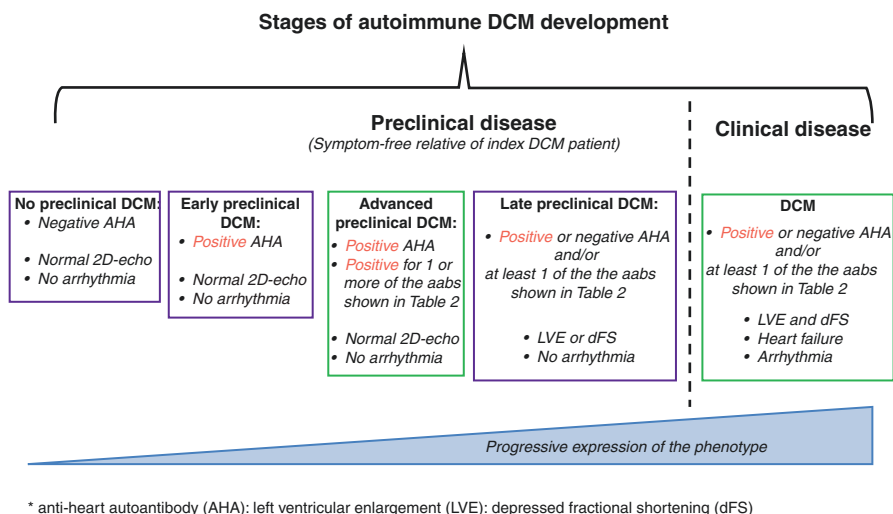 Stages of autoimmune DCM development
Preclinical disease
(Symptom-free relative of index DCM patient)
Clinical disease
No preclinical DCM:
• Negative AHA
• Normal 2D-echo
• No arrhythmia
Early preclinical
DCM:
• Positive AHA
• Normal 2D-echo
• No arrhythmia
Advanced
preclinical DCM:
• Positive AHA
• Positive for 1 or
more of the aabs
shown in Table 2
• Normal 2D-echo
• No arrhythmia
Late preclinical DCM:
• Positive or negative AHA
and/or
at least 1 of the the aabs
shown in Table 2
• LVE or dFS
• No arrhythmia
DCM
• Positive or negative AHA
and/or
at least 1 of the the aabs
shown in Table 2
• LVE and dFS
• Heart failure
• Arrhythmia
Progressive expression of the phenotype
* anti-heart autoantibody (AHA): left ventricular enlargement (LVE): depressed fractional shortening (dFS)